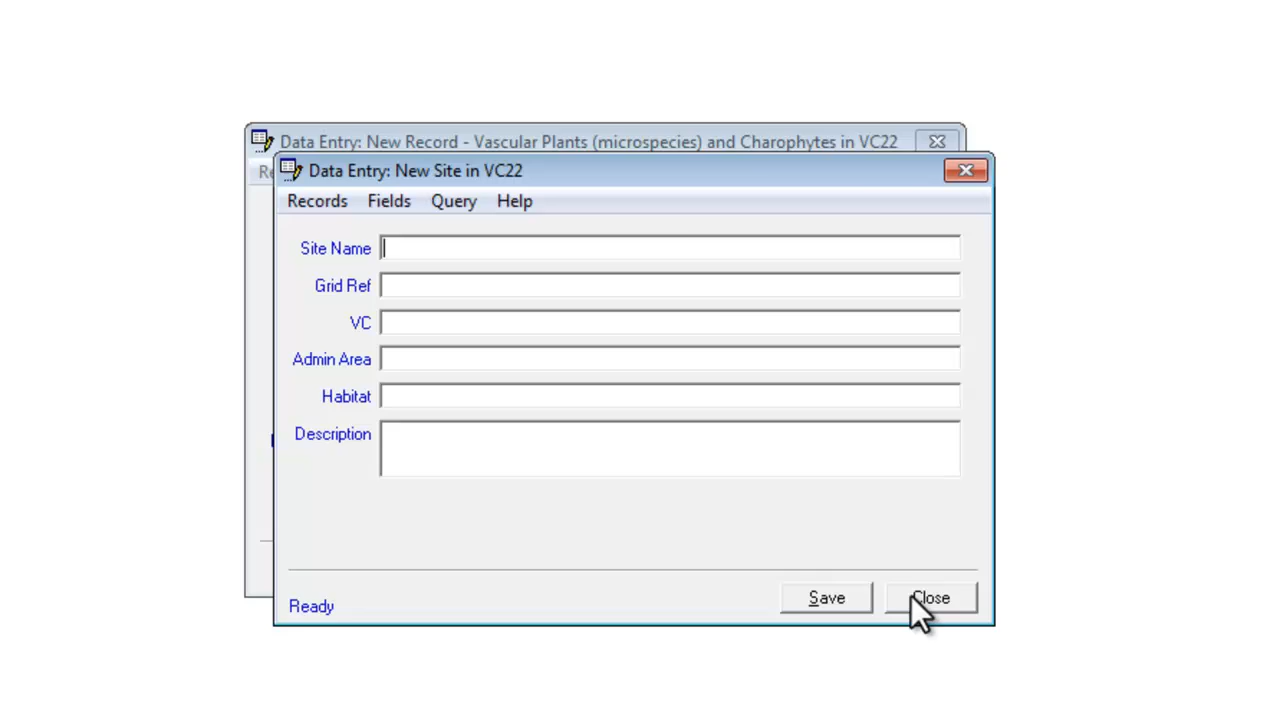 Data Entry: New Record - Vascular Plants (microspecies) and Charophytes in VC22
Data Entry: New Site in VC22
Records Fields Query Help
Site Name
Grid Ref
VC
Admin Area
Habitat
Description
Ready
Save Close